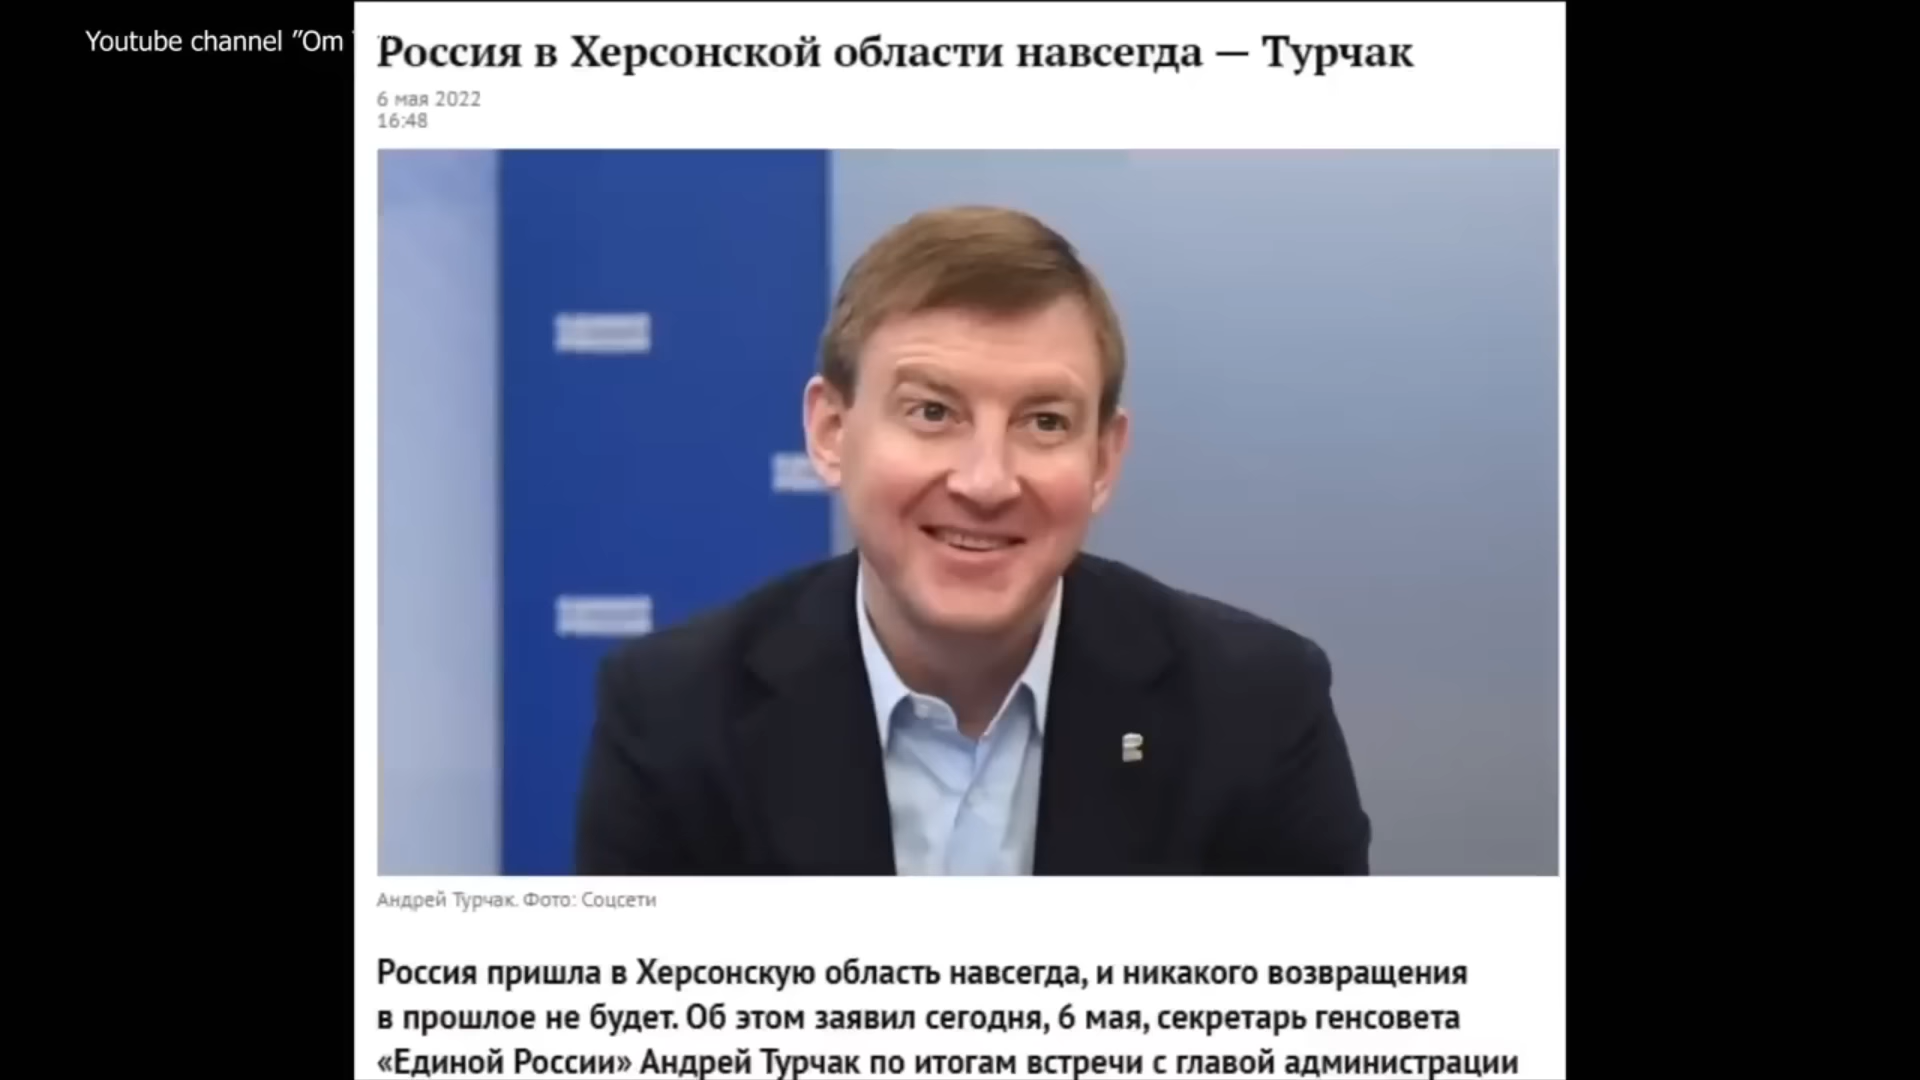 Youtube channel "От
Россия в Херсонской области навсегда — Турчак
6 мая 2022
16:48
Андрей Турчак. Фото: Соцсети
Россия пришла в Херсонскую область навсегда, и никакого возвращения
в прошлое не будет. Об этом заявил сегодня, 6 мая, секретарь генсовета
«Единой России» Андрей Турчак по итогам встречи с главой администрации